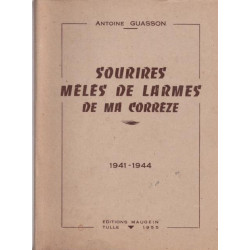 ANTOINE GUASSON
SOURIRES
MÊLÉS DE LARMES
DE MA CORRÈZE
1941-1944
EDITIONS MAUGEIN
TULLE